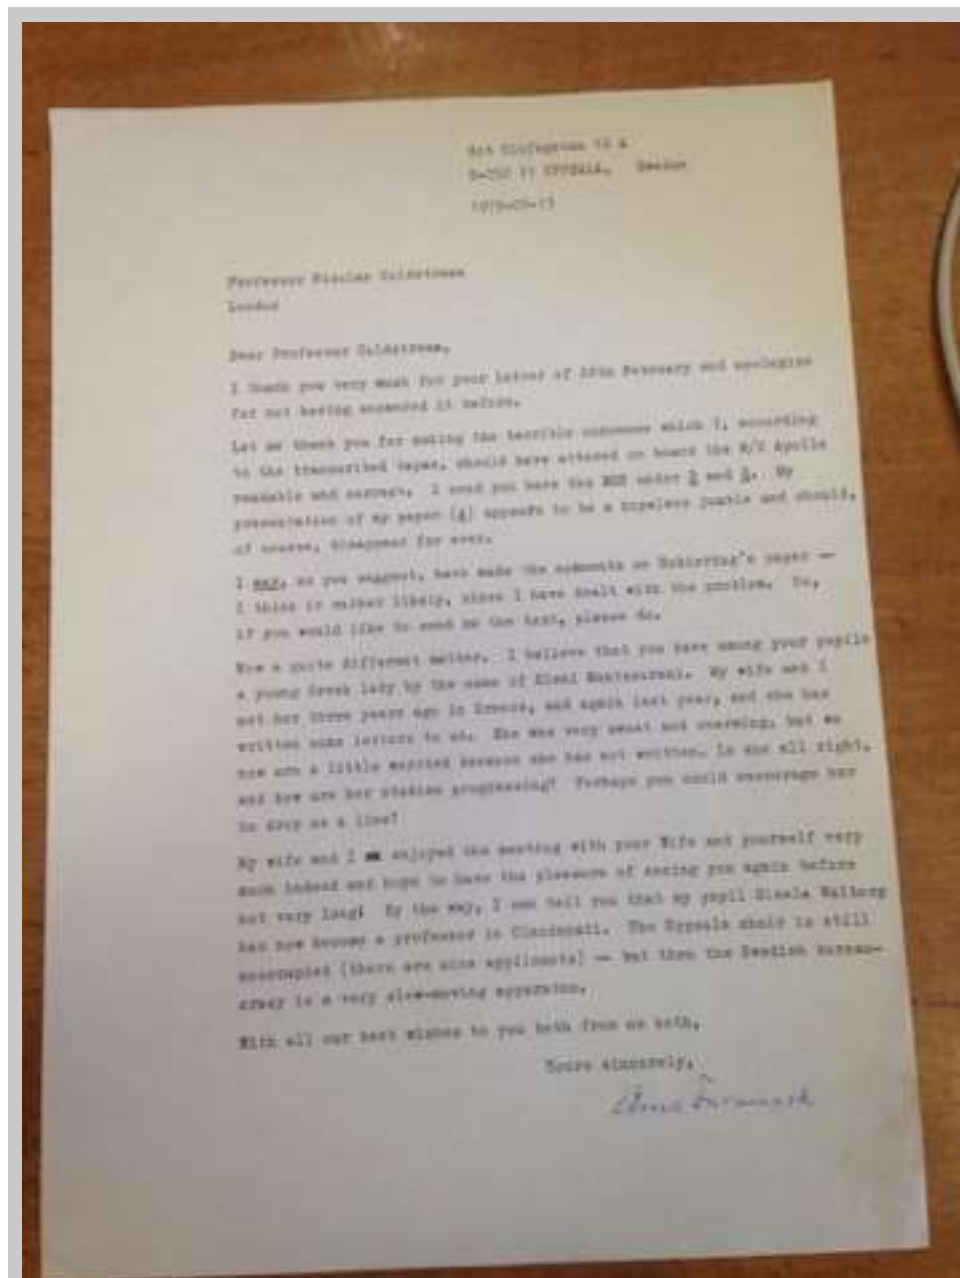 UPPSALA, Sweden
Professor Nicolas Coldstream
London
Dear Professor Coldstream,
I thank you very much for your letter of February and apologize
for not having answered it before.
Let me thank you for making the terrible nonsense which I, according
to the transcribed tapes, should have uttered on board the M/V Apollo
readable and correct. I send you here the under and My
presentation of my paper (4) appears to be a hopeless jumble and should,
of course, disappear for ever.
I may, as you suggest, have made the comments on paper —
I think it rather likely, since I have dealt with the problem. So,
if you would like to send me the text, please do.
Now a quite different matter. I believe that you have among your pupils
a young Greek lady by the name of My wife and I
met her three years ago in Greece, and again last year, and she has
written some letters to us. She was very sweet and charming, but we
now are a little worried because she has not written. Is she all right,
and how are her studies progressing? Perhaps you could encourage her
to drop us a line?
My wife and I enjoyed the meeting with your Wife and yourself very
much indeed and hope to have the pleasure of seeing you again before
not very long! By the way, I can tell you that my pupil Gisela Walberg
has now become a professor in Cincinnati. The Uppsala chair is still
unoccupied (there are nine applicants) — but then the Swedish bureau-
cracy is a very slow-moving apparatus.
With all our best wishes to you both from us both,
Yours sincerely,
Arne Furumark